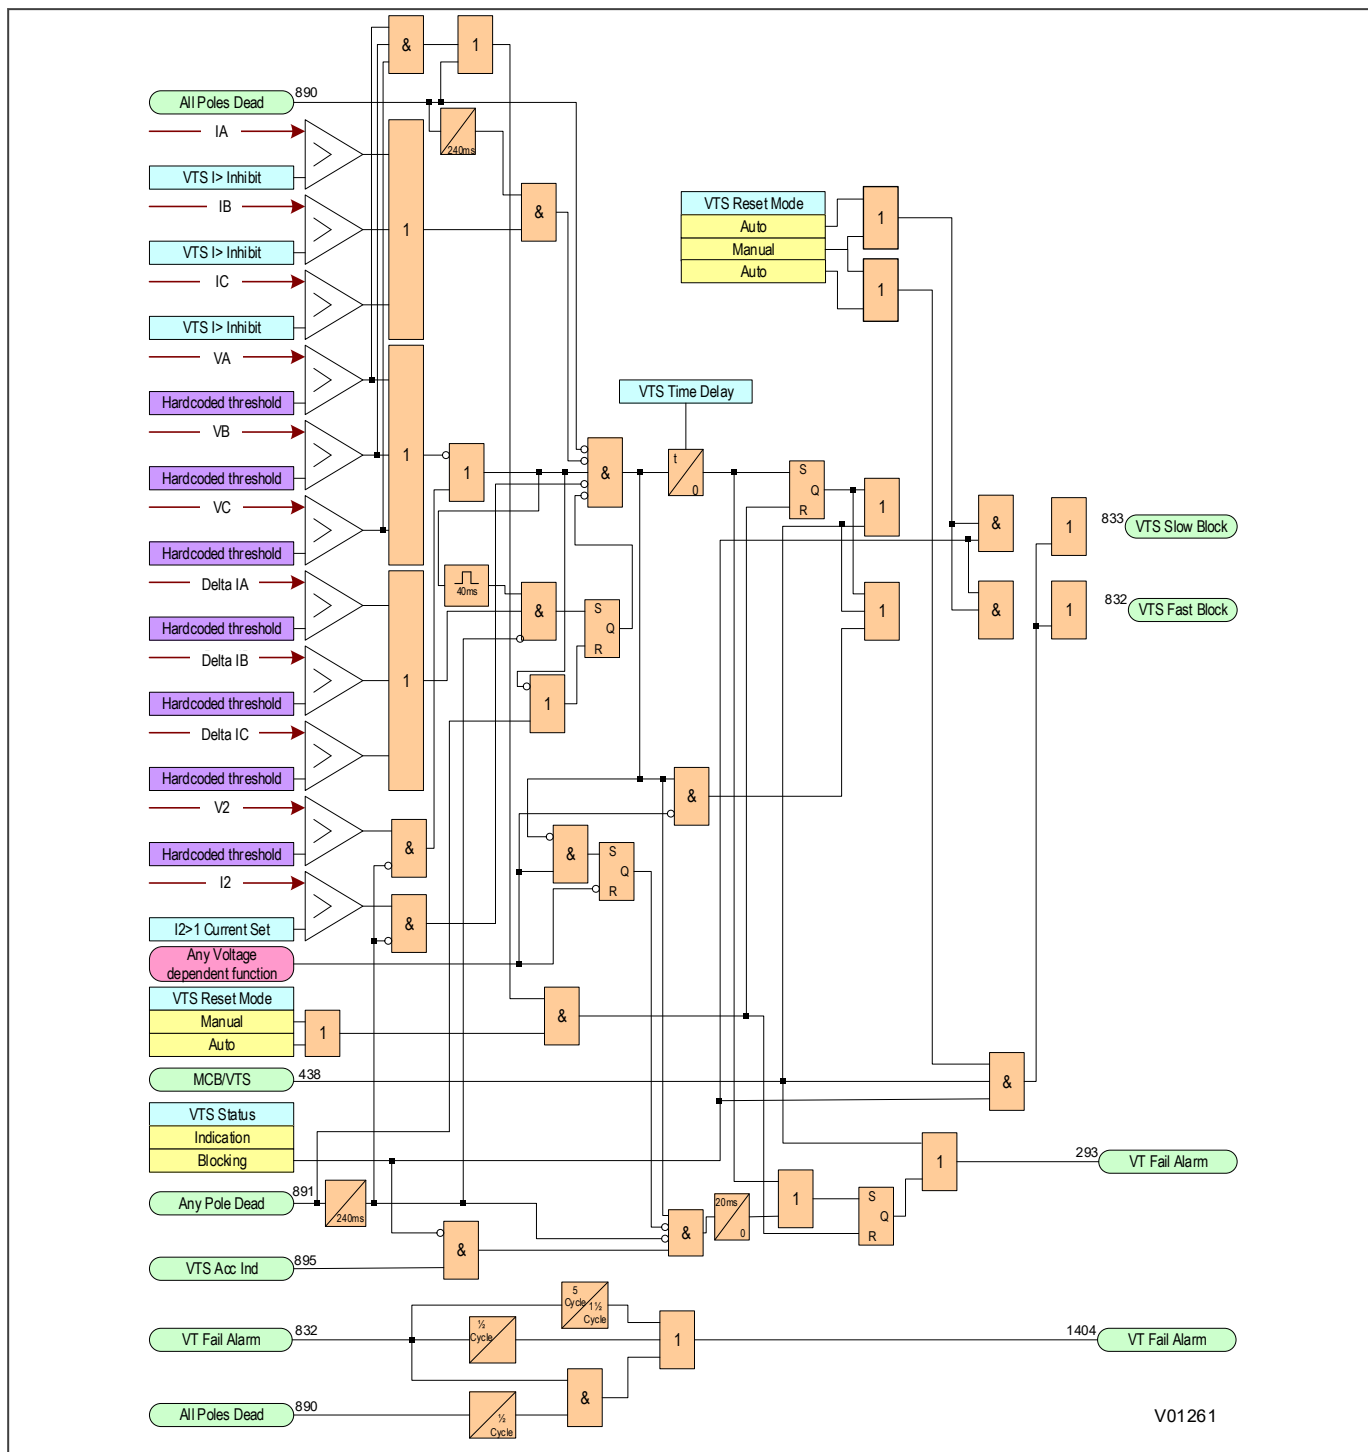 &
1
All Poles Dead
890
IA
240ms
VTS I> Inhibit
&
IB
1
VTS I> Inhibit
IC
VTS I> Inhibit
VTS Reset Mode
Auto
Manual
Auto
1
1
VA
Hardcoded threshold
VB
1
Hardcoded threshold
VC
Hardcoded threshold
1
VTS Time Delay
&
t
0
S
Q
R
1
&
1
833
VTS Slow Block
Delta IA
40ms
Hardcoded threshold
&
S
Q
R
1
&
1
832
VTS Fast Block
Delta IB
1
Hardcoded threshold
1
Delta IC
Hardcoded threshold
&
V2
&
Hardcoded threshold
&
S
Q
R
I2
&
I2>1 Current Set
Any Voltage
dependent function
VTS Reset Mode
Manual
Auto
1
&
MCB/VTS
438
&
VTS Status
Indication
Blocking
1
293
VT Fail Alarm
Any Pole Dead
891
240ms
&
&
20ms
0
1
S
Q
R
VTS Acc Ind
895
5
Cycle
1½
Cycle
VT Fail Alarm
832
½
Cycle
1
1404
VT Fail Alarm
&
All Poles Dead
890
½
Cycle
V01261